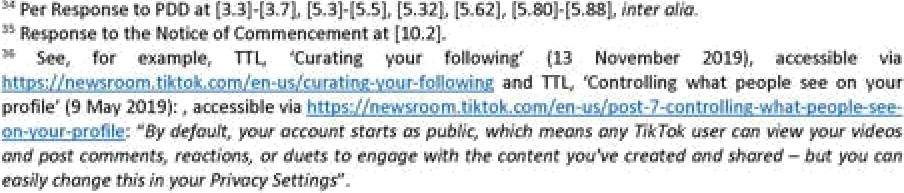 34 Per Response to PDD at [3.3]-[3.7], [5.3]-[5.5], [5.32], [5.62], [5.80]-[5.88], inter alia.
35 Response to the Notice of Commencement at [10.2].
36 See, for example, TTL, ‘Curating your following’ (13 November 2019), accessible via
https://newsroom.tiktok.com/en-us/curating-your-following and TTL, ‘Controlling what people see on your
profile’ (9 May 2019): , accessible via https://newsroom.tiktok.com/en-us/post-7-controlling-what-people-see-
on-your-profile: “By default, your account starts as public, which means any TikTok user can view your videos
and post comments, reactions, or duets to engage with the content you've created and shared – but you can
easily change this in your Privacy Settings”.